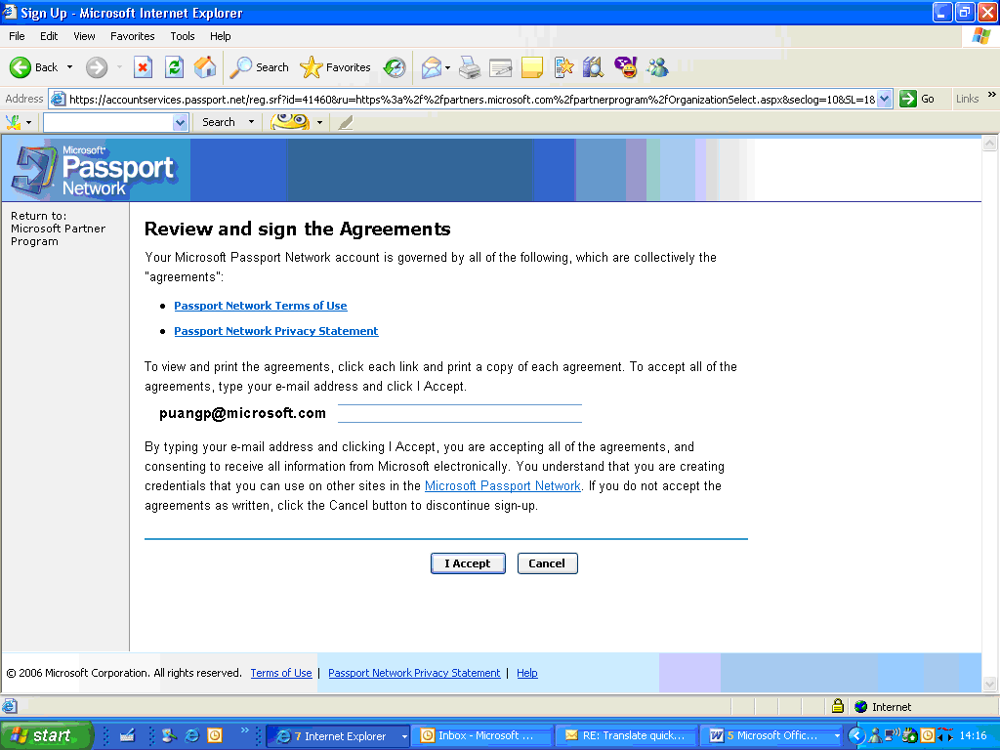 Sign Up - Microsoft Internet Explorer
File Edit View Favorites Tools Help
Back Search Favorites
Address https://accountservices.passport.net/reg.srf?id=41460&ru=https%3a%2f%2fpartners.microsoft.com%2fpartnerprogram%2fOrganizationSelect.aspx&seclog=10&SL=18 Go Links »
Search
Microsoft®
Passport
Network
Return to:
Microsoft Partner
Program
Review and sign the Agreements
Your Microsoft Passport Network account is governed by all of the following, which are collectively the
"agreements":
• Passport Network Terms of Use
• Passport Network Privacy Statement
To view and print the agreements, click each link and print a copy of each agreement. To accept all of the
agreements, type your e-mail address and click I Accept.
puangp@microsoft.com
By typing your e-mail address and clicking I Accept, you are accepting all of the agreements, and
consenting to receive all information from Microsoft electronically. You understand that you are creating
credentials that you can use on other sites in the Microsoft Passport Network. If you do not accept the
agreements as written, click the Cancel button to discontinue sign-up.
I Accept Cancel
© 2006 Microsoft Corporation. All rights reserved. Terms of Use | Passport Network Privacy Statement | Help
Internet
start » 7 Internet Explorer Inbox - Microsoft ... RE: Translate quick... 5 Microsoft Offic... 14:16